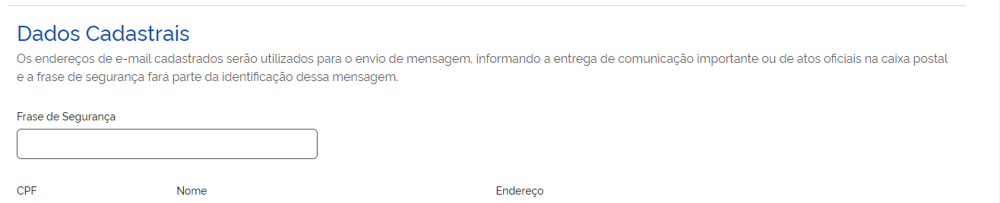 Dados Cadastrais
Os endereços de e-mail cadastrados serão utilizados para o envio de mensagem, informando a entrega de comunicação importante ou de atos oficiais na caixa postal
e a frase de segurança fará parte da identificação dessa mensagem.
Frase de Segurança
CPF Nome Endereço